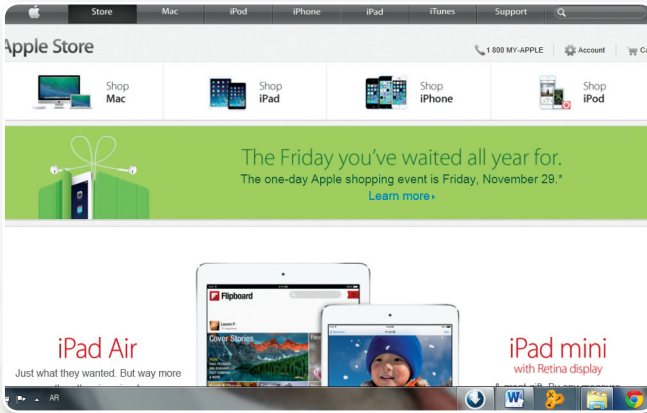 Store Mac iPod iPhone iPad iTunes Support
Apple Store
1 800 MY-APPLE Account
Shop Mac
Shop iPad
Shop iPhone
Shop iPod
The Friday you've waited all year for.
The one-day Apple shopping event is Friday, November 29.*
Learn more
Flipboard
Cover Stories
iPad Air
Just what they wanted. But way more
iPad mini
with Retina display
AR